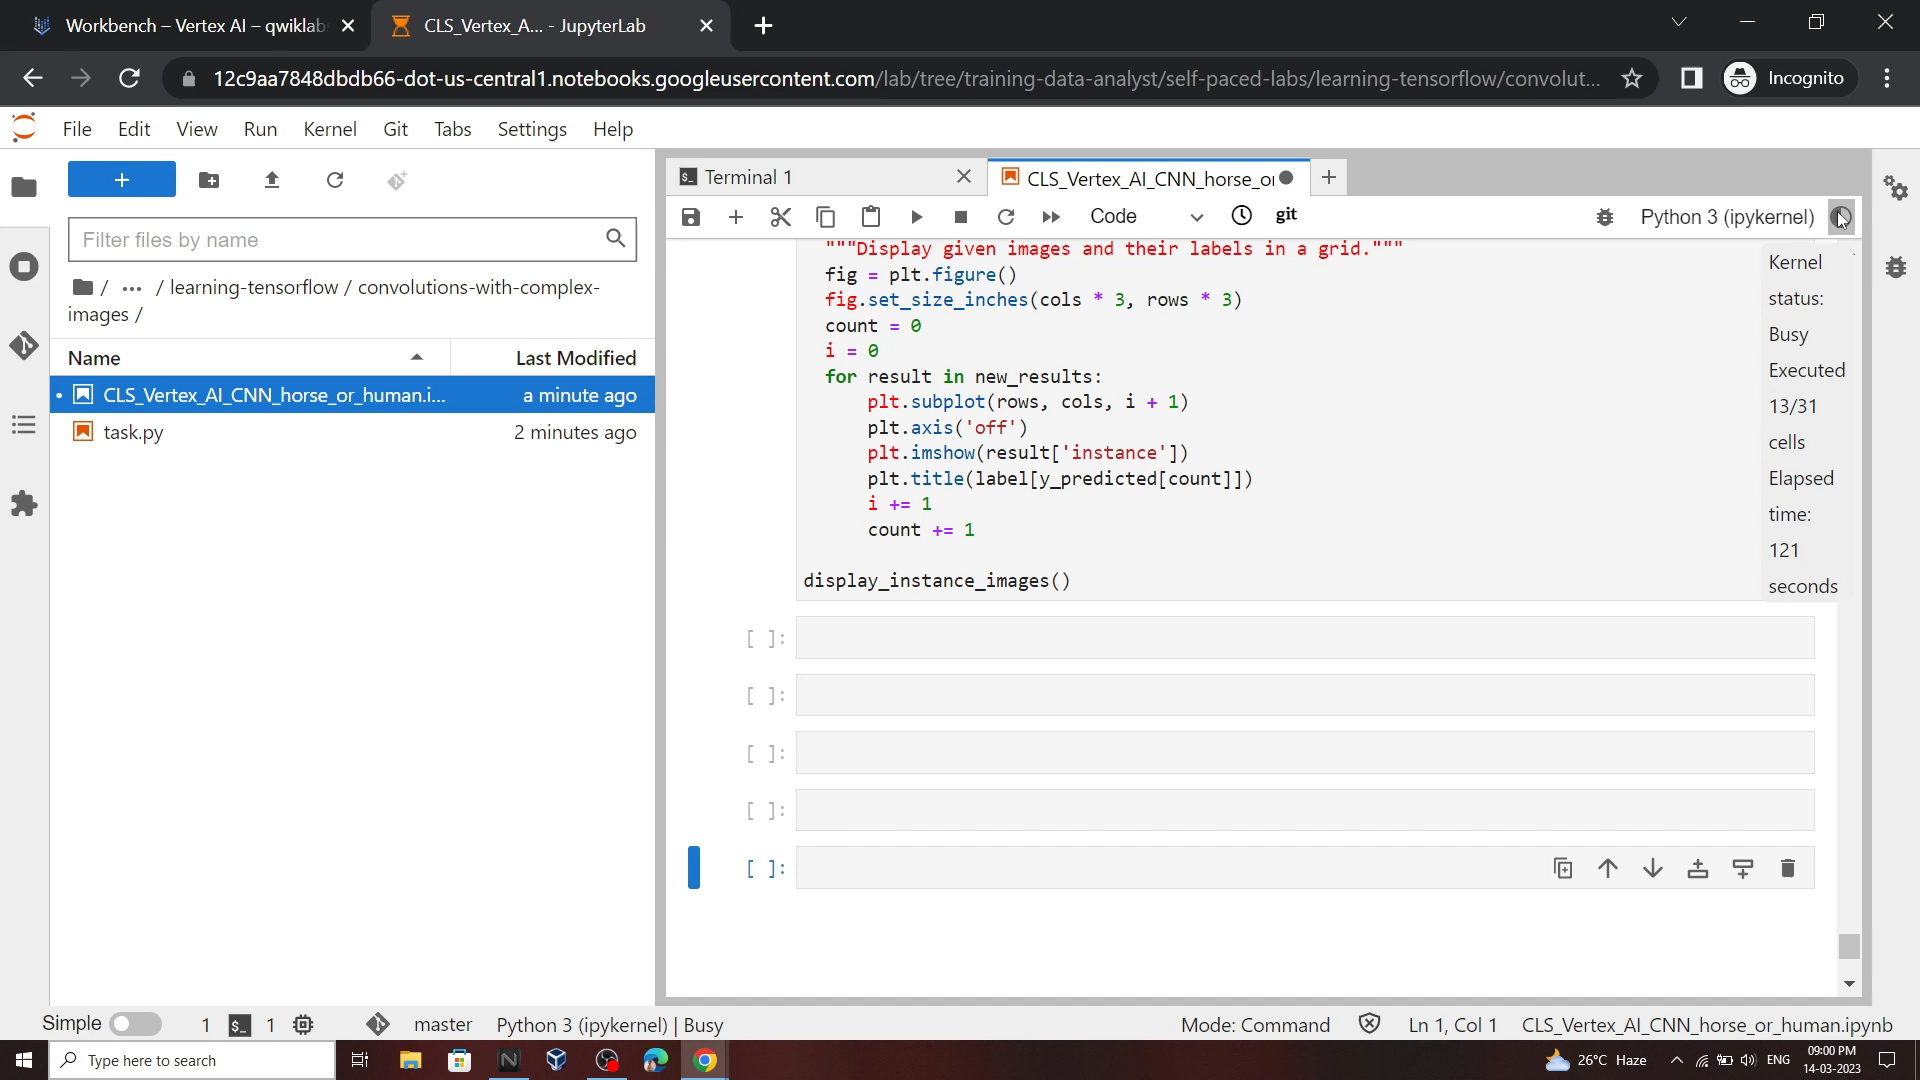 Workbench – Vertex AI – qwiklab
CLS_Vertex_A... - JupyterLab
12c9aa7848dbdb66-dot-us-central1.notebooks.googleusercontent.com/lab/tree/training-data-analyst/self-paced-labs/learning-tensorflow/convolut...
Incognito
File Edit View Run Kernel Git Tabs Settings Help
Terminal 1
CLS_Vertex_AI_CNN_horse_or
Code
git
Python 3 (ipykernel)
Filter files by name
/ ··· / learning-tensorflow / convolutions-with-complex-
images /
Name Last Modified
CLS_Vertex_AI_CNN_horse_or_human.i... a minute ago
task.py 2 minutes ago
"""Display given images and their labels in a grid."""
fig = plt.figure()
fig.set_size_inches(cols * 3, rows * 3)
count = 0
i = 0
for result in new_results:
plt.subplot(rows, cols, i + 1)
plt.axis('off')
plt.imshow(result['instance'])
plt.title(label[y_predicted[count]])
i += 1
count += 1
display_instance_images()
Kernel
status:
Busy
Executed
13/31
cells
Elapsed
time:
121
seconds
[ ]:
[ ]:
[ ]:
[ ]:
[ ]:
Simple 1 1 master Python 3 (ipykernel) | Busy Mode: Command Ln 1, Col 1 CLS_Vertex_AI_CNN_horse_or_human.ipynb
Type here to search
26°C Haze
ENG
09:00 PM
14-03-2023